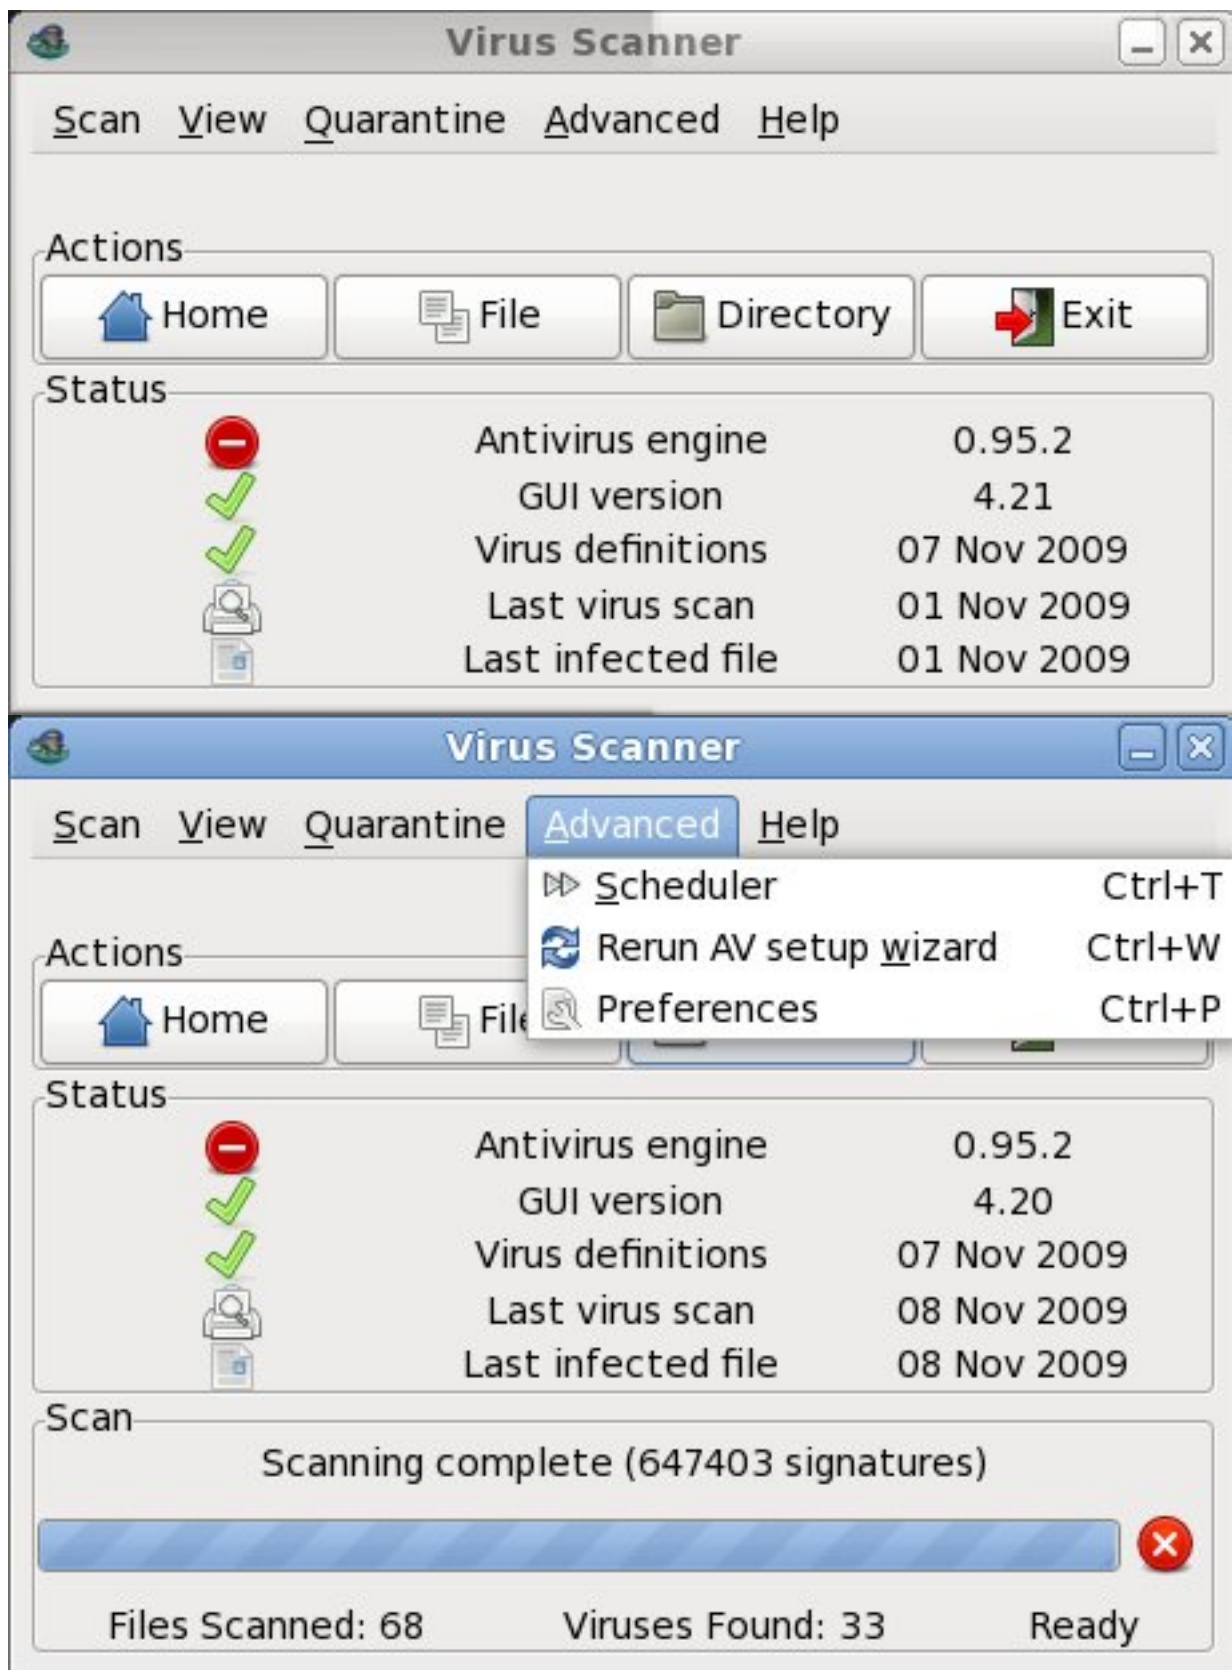 Virus Scanner
Scan View Quarantine Advanced Help
Actions
Home File Directory Exit
Status
Antivirus engine 0.95.2
GUI version 4.21
Virus definitions 07 Nov 2009
Last virus scan 01 Nov 2009
Last infected file 01 Nov 2009
Virus Scanner
Scan View Quarantine Advanced Help
Scheduler Ctrl+T
Rerun AV setup wizard Ctrl+W
Preferences Ctrl+P
Actions
Home File
Status
Antivirus engine 0.95.2
GUI version 4.20
Virus definitions 07 Nov 2009
Last virus scan 08 Nov 2009
Last infected file 08 Nov 2009
Scan
Scanning complete (647403 signatures)
Files Scanned: 68 Viruses Found: 33 Ready